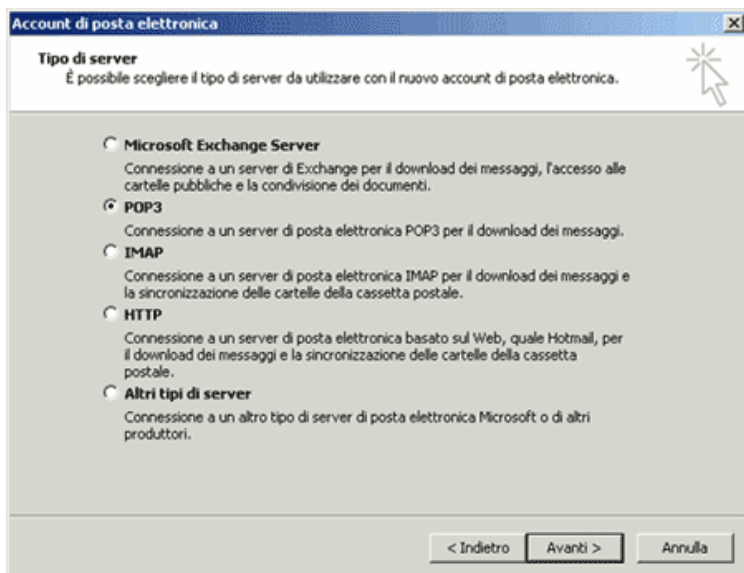 Account di posta elettronica
Tipo di server
È possibile scegliere il tipo di server da utilizzare con il nuovo account di posta elettronica.
Microsoft Exchange Server
Connessione a un server di Exchange per il download dei messaggi, l'accesso alle
cartelle pubbliche e la condivisione dei documenti.
POP3
Connessione a un server di posta elettronica POP3 per il download dei messaggi.
IMAP
Connessione a un server di posta elettronica IMAP per il download dei messaggi e
la sincronizzazione delle cartelle della cassetta postale.
HTTP
Connessione a un server di posta elettronica basato sul Web, quale Hotmail, per
il download dei messaggi e la sincronizzazione delle cartelle della cassetta
postale.
Altri tipi di server
Connessione a un altro tipo di server di posta elettronica Microsoft o di altri
produttori.
< Indietro
Avanti >
Annulla